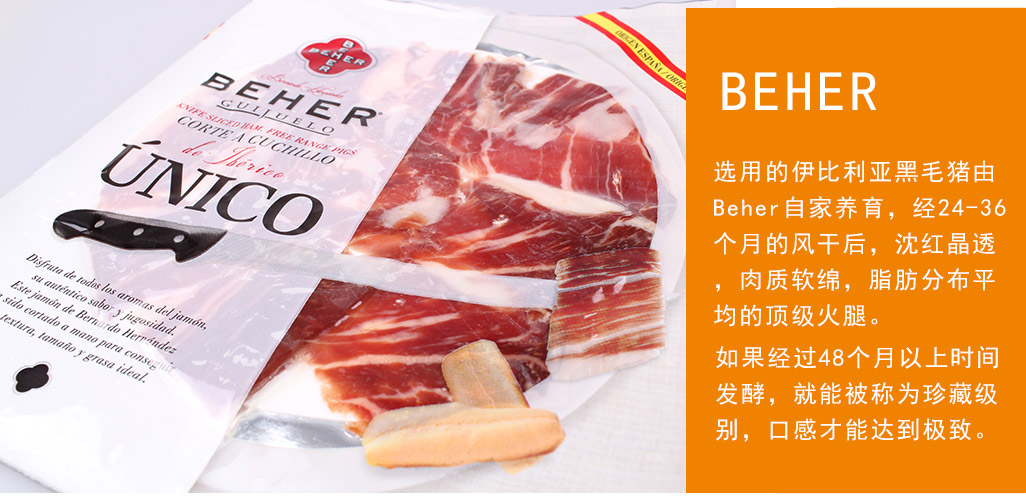 BEHER
BEHER
Bernardo Hernández
BEHER®
GUIJUELO
KNIFE SLICED HAM. FREE RANGE PIGS
CORTE A CUCHILLO
de Ibérico
ÚNICO
Disfruta de todos los aromas del jamón,
su auténtico sabor y jugosidad.
Este jamón de Bernardo Hernández
sido cortado a mano para conseguir
textura, tamaño y grasa ideal.
ORIGEN ESPAÑA / ORIG
BEHER
选用的伊比利亚黑毛猪由
Beher自家养育，经24-36
个月的风干后，沈红晶透
，肉质软绵，脂肪分布平
均的顶级火腿。
如果经过48个月以上时间
发酵，就能被称为珍藏级
别，口感才能达到极致。